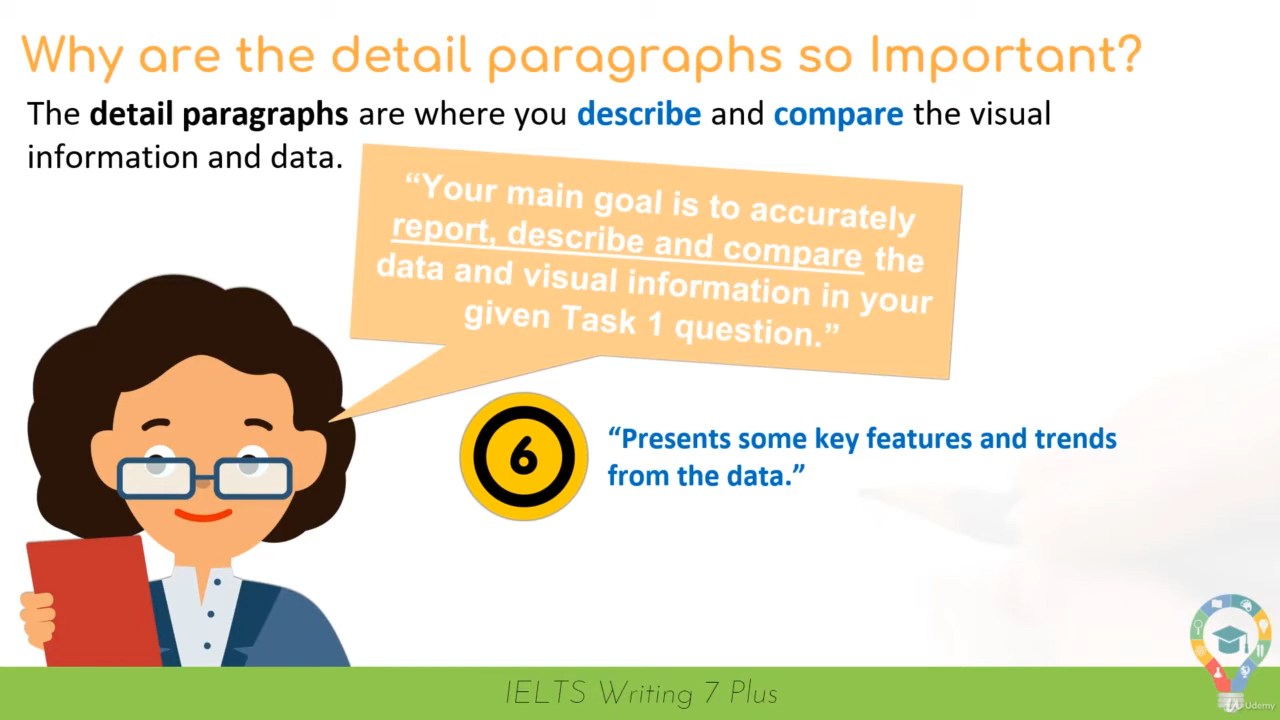 Why are the detail paragraphs so Important?
The detail paragraphs are where you describe and compare the visual
information and data.
“Your main goal is to accurately
report, describe and compare the
data and visual information in your
given Task 1 question.”
6
“Presents some key features and trends
from the data.”
IELTS Writing 7 Plus
Udemy